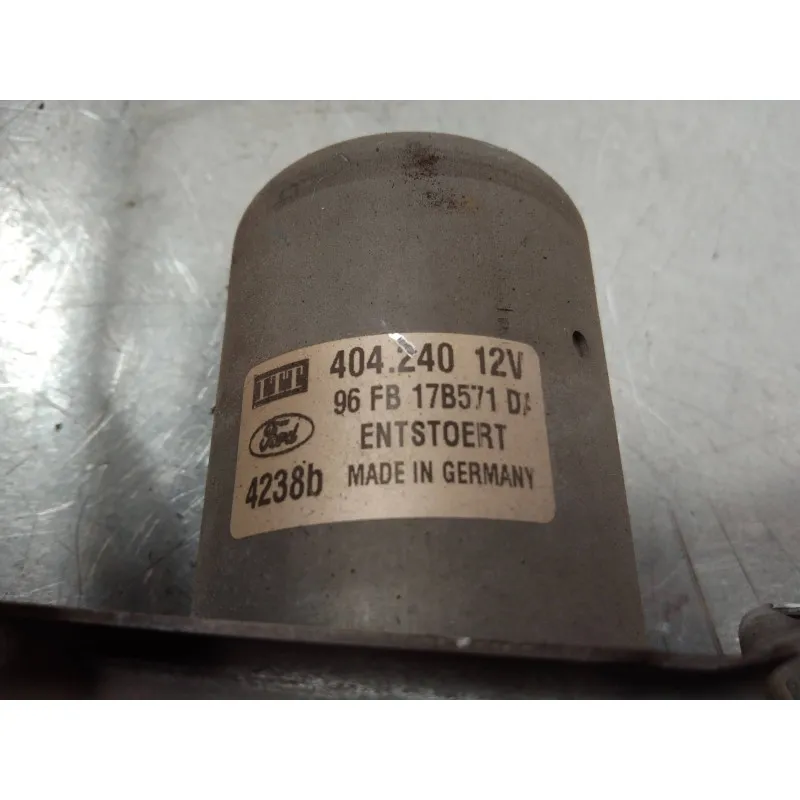 ITT 404.240 12V
96 FB 17B571 DA
Ford ENTSTOERT
4238b MADE IN GERMANY